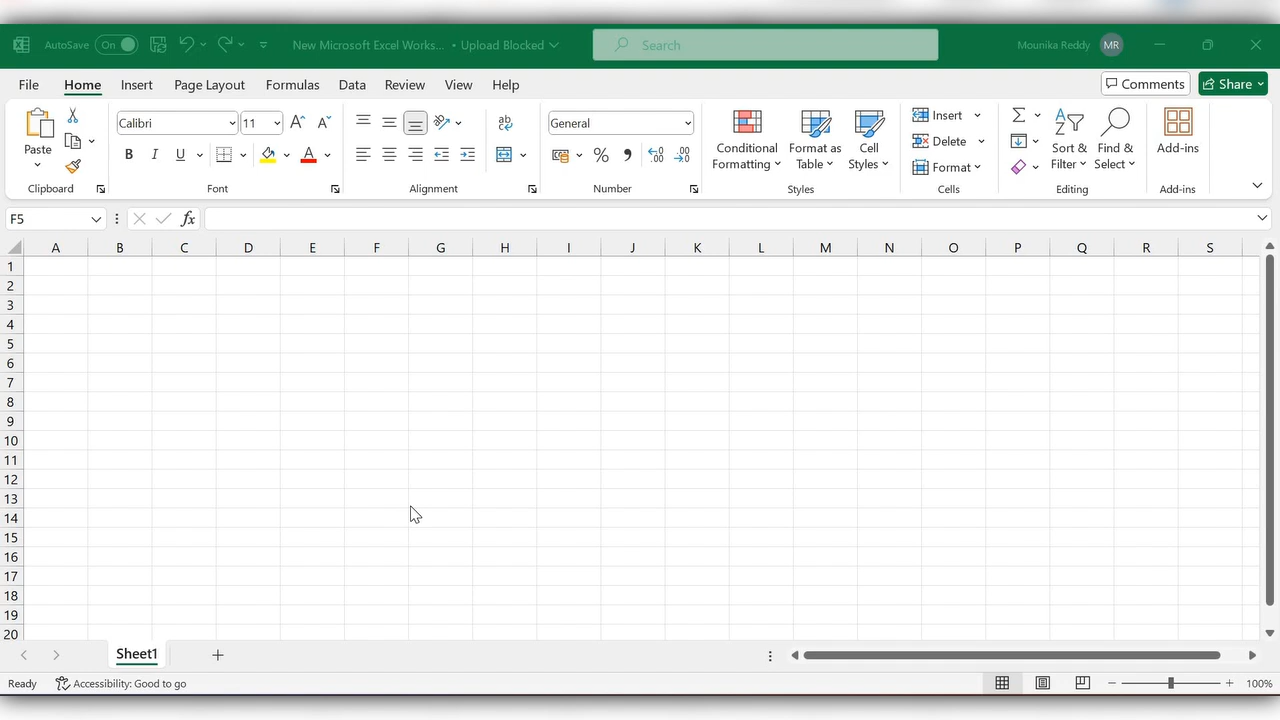 AutoSave On New Microsoft Excel Works... • Upload Blocked Search Mounika Reddy MR
File Home Insert Page Layout Formulas Data Review View Help Comments Share
Paste
Clipboard
Calibri 11
B I U A
Font
ab
Alignment
General
% , .00
Number
Conditional
Formatting
Format as
Table
Cell
Styles
Styles
Insert
Delete
Format
Cells
Sort &
Filter
Find &
Select
Editing
Add-ins
Add-ins
F5 fx
A B C D E F G H I J K L M N O P Q R S
1
2
3
4
5
6
7
8
9
10
11
12
13
14
15
16
17
18
19
20
Sheet1
Ready Accessibility: Good to go 100%